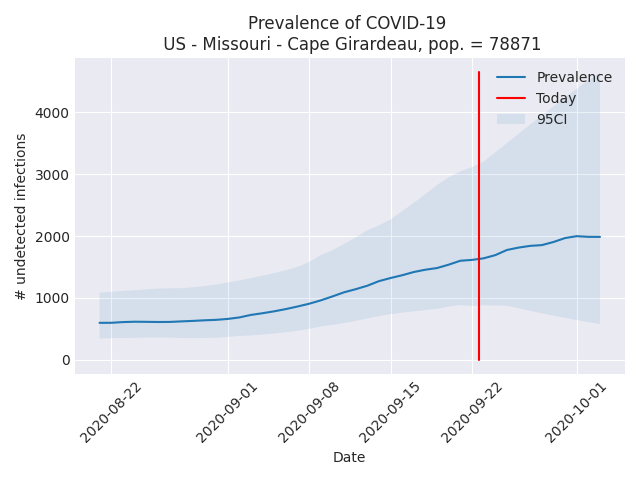 Prevalence of COVID-19
US - Missouri - Cape Girardeau, pop. = 78871
Prevalence
Today
95CI
# undetected infections
4000
3000
2000
1000
0
2020-08-22
2020-09-01
2020-09-08
2020-09-15
2020-09-22
2020-10-01
Date